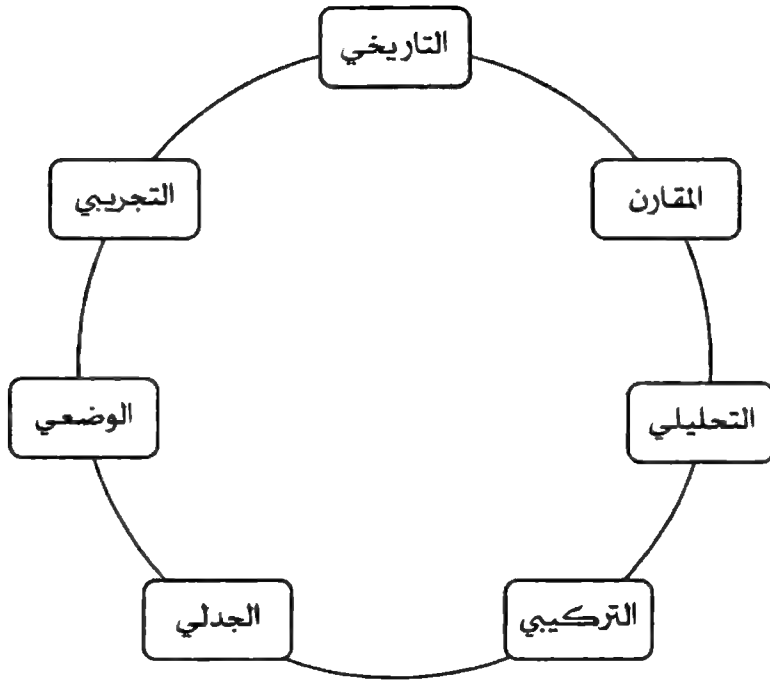 التاريخي
المقارن
التجريبي
التحليلي
الوضعي
التركيبي
الجدلي